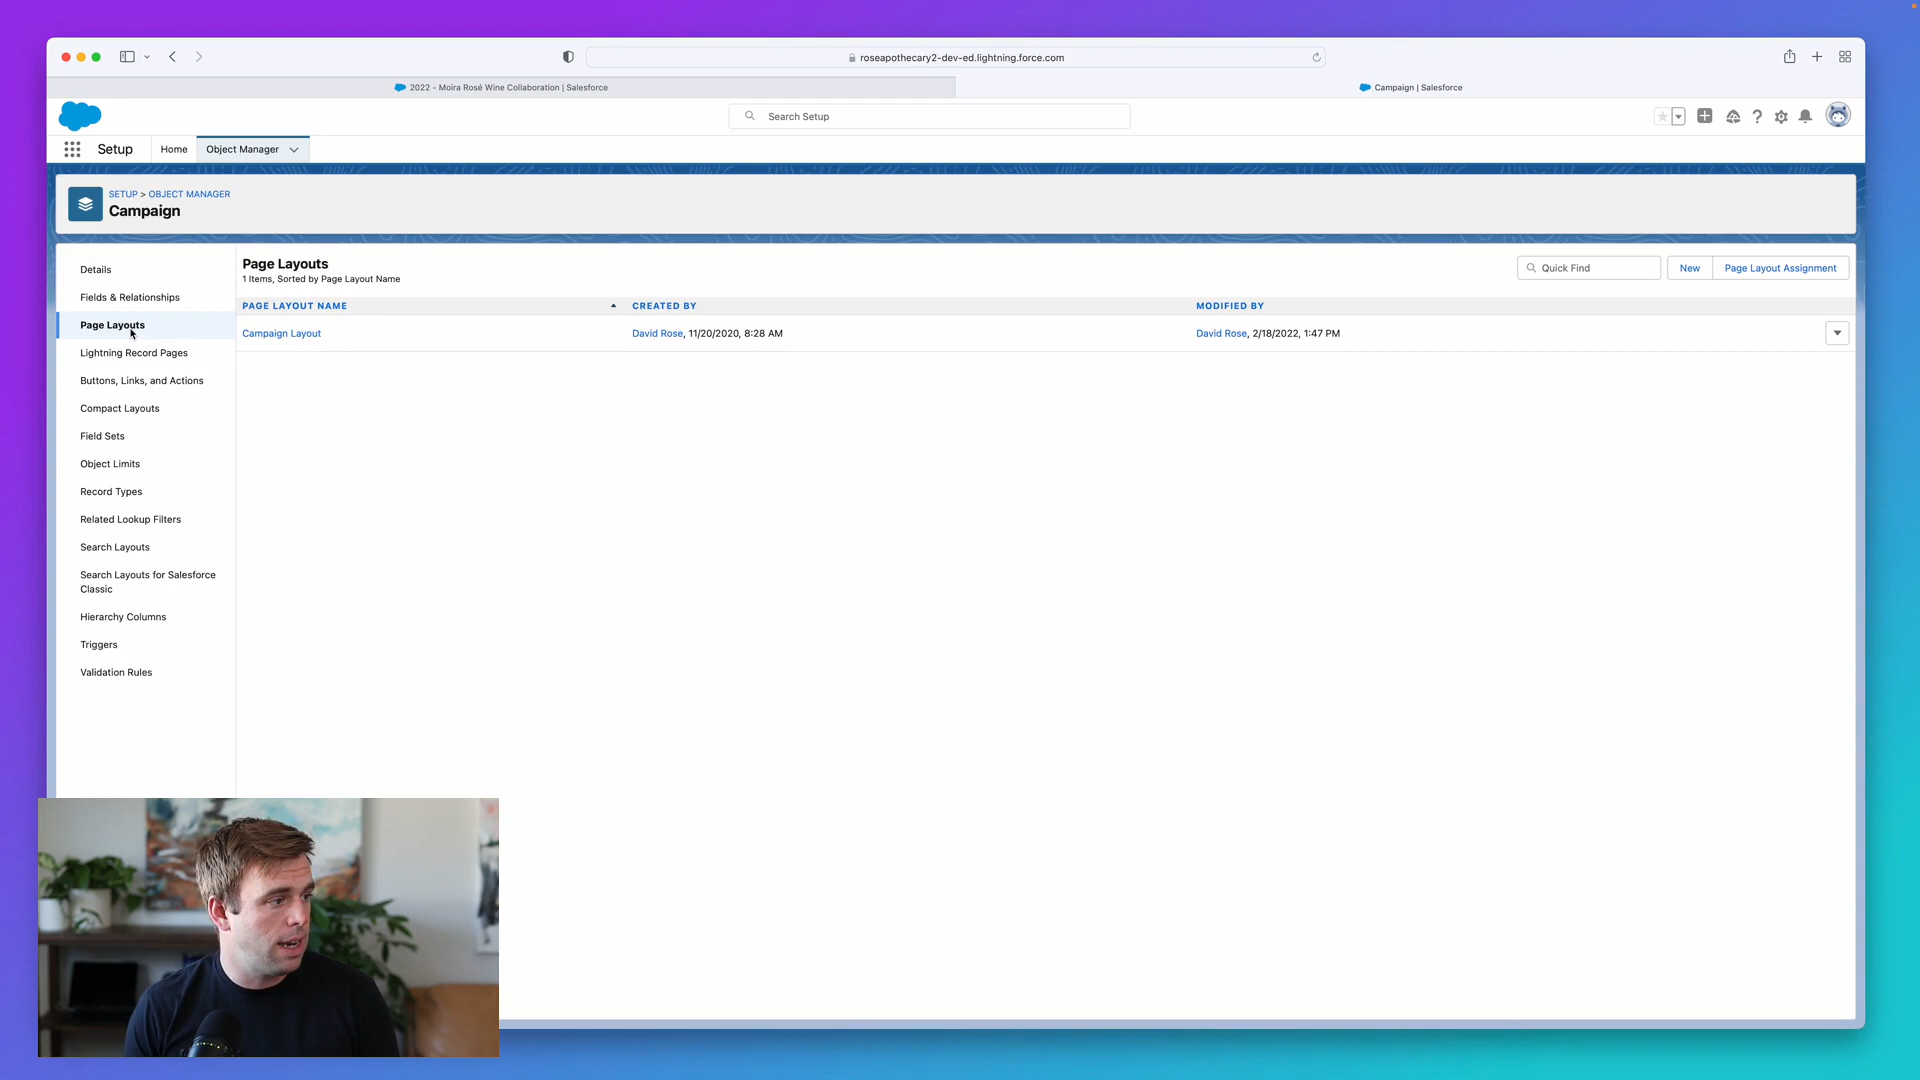 roseapothecary2-dev-ed.lightning.force.com
2022 - Moira Rosé Wine Collaboration | Salesforce
Campaign | Salesforce
Search Setup
Setup
Home
Object Manager
SETUP > OBJECT MANAGER
Campaign
Details
Fields & Relationships
Page Layouts
Lightning Record Pages
Buttons, Links, and Actions
Compact Layouts
Field Sets
Object Limits
Record Types
Related Lookup Filters
Search Layouts
Search Layouts for Salesforce
Classic
Hierarchy Columns
Triggers
Validation Rules
Page Layouts
1 Items, Sorted by Page Layout Name
Quick Find
New
Page Layout Assignment
PAGE LAYOUT NAME
CREATED BY
MODIFIED BY
Campaign Layout
David Rose, 11/20/2020, 8:28 AM
David Rose, 2/18/2022, 1:47 PM